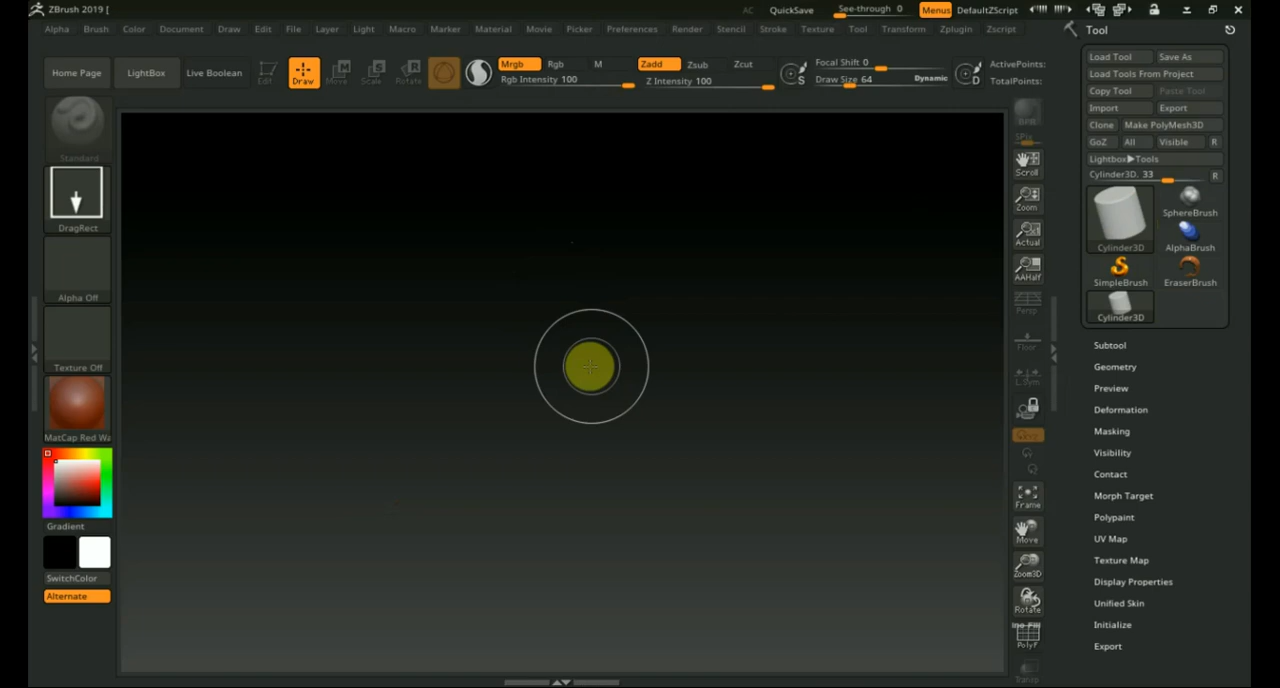 ZBrush 2019 [
AC QuickSave See-through 0 Menus DefaultZScript
Alpha Brush Color Document Draw Edit File Layer Light Macro Marker Material Movie Picker Preferences Render Stencil Stroke Texture Tool Transform Zplugin Zscript
Home Page LightBox Live Boolean Edit Draw Move Scale Rotate
Mrgb Rgb M Zadd Zsub Zcut Focal Shift 0 ActivePoints:
Rgb Intensity 100 Z Intensity 100 S Draw Size 64 Dynamic D TotalPoints:
Standard
DragRect
Alpha Off
Texture Off
MatCap Red Wa
Gradient
SwitchColor
Alternate
BPR
SPix
Scroll
Zoom
Actual
AAHalf
Persp
Floor
L.Sym
Frame
Move
Zoom3D
Rotate
PolyF
Transp
Tool
Load Tool Save As
Load Tools From Project
Copy Tool Paste Tool
Import Export
Clone Make PolyMesh3D
GoZ All Visible R
Lightbox▶Tools
Cylinder3D. 33 R
Cylinder3D SphereBrush
AlphaBrush
SimpleBrush EraserBrush
Cylinder3D
Subtool
Geometry
Preview
Deformation
Masking
Visibility
Contact
Morph Target
Polypaint
UV Map
Texture Map
Display Properties
Unified Skin
Initialize
Export